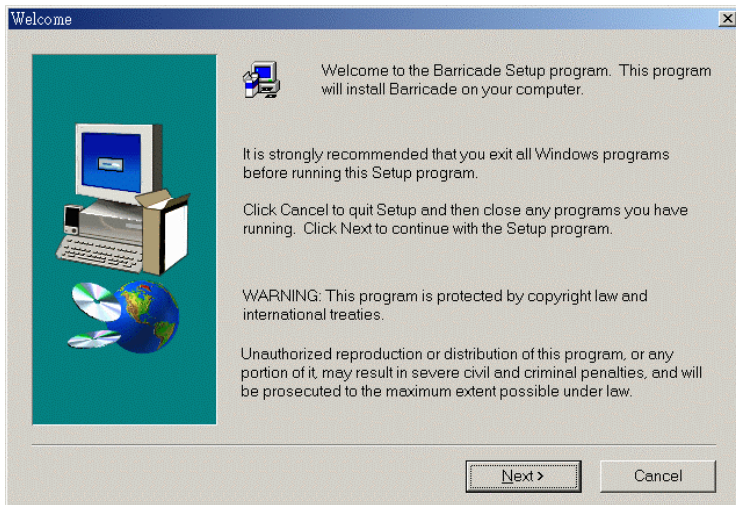 Welcome
Welcome to the Barricade Setup program. This program
will install Barricade on your computer.
It is strongly recommended that you exit all Windows programs
before running this Setup program.
Click Cancel to quit Setup and then close any programs you have
running. Click Next to continue with the Setup program.
WARNING: This program is protected by copyright law and
international treaties.
Unauthorized reproduction or distribution of this program, or any
portion of it, may result in severe civil and criminal penalties, and will
be prosecuted to the maximum extent possible under law.
Next >
Cancel